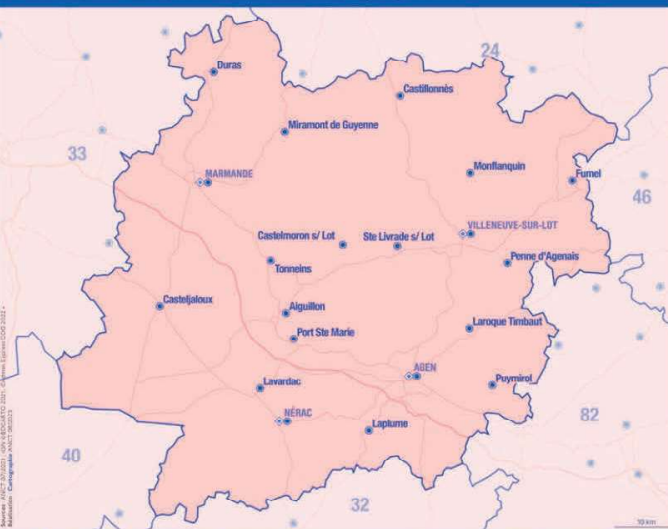 24
Duras
Castillonnès
Miramont de Guyenne
33
Monflanquin
MARMANDE
Fumel
46
Castelmoron s/ Lot
Ste Livrade s/ Lot
VILLENEUVE-SUR-LOT
Penne d'Agenais
Tonneins
Casteljaloux
Aiguillon
Laroque Timbaut
Port Ste Marie
AGEN
Lavardac
Puymirol
NÉRAC
82
Laplume
40
32
10 km